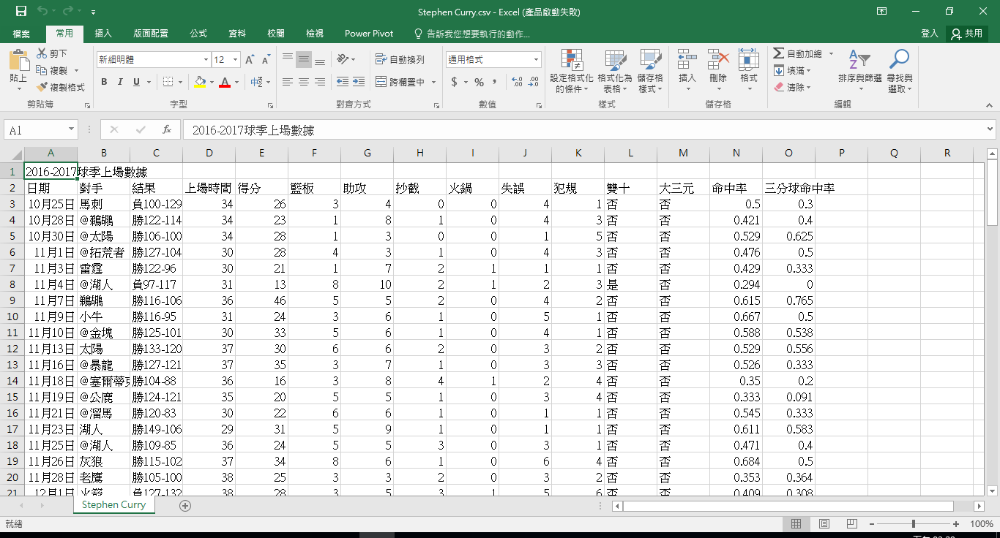 Stephen Curry.csv - Excel (產品啟動失敗)
檔案 常用 插入 版面配置 公式 資料 校閱 檢視 Power Pivot 告訴我您想要執行的動作... 登入 共用
貼上 剪下 複製 複製格式 剪貼簿
新細明體 12 B I U A 字型
自動換列 跨欄置中 對齊方式
通用格式 $ % , 數值
設定格式化的條件 格式化為表格 儲存格樣式 樣式
插入 刪除 格式 儲存格
Σ 自動加總 填滿 清除 排序與篩選 尋找與選取 編輯
A1 fx 2016-2017球季上場數據
A B C D E F G H I J K L M N O P Q R
1 2016-2017球季上場數據
2 日期 對手 結果 上場時間 得分 籃板 助攻 抄截 火鍋 失誤 犯規 雙十 大三元 命中率 三分球命中率
3 10月25日 馬刺 負100-129 34 26 3 4 0 0 4 1 否 否 0.5 0.3
4 10月28日 @鵜鶘 勝122-114 34 23 1 8 1 0 4 3 否 否 0.421 0.4
5 10月30日 @太陽 勝106-100 34 28 1 3 0 0 1 5 否 否 0.529 0.625
6 11月1日 @拓荒者 勝127-104 30 28 4 3 1 0 4 3 否 否 0.476 0.5
7 11月3日 雷霆 勝122-96 30 21 1 7 2 1 1 1 否 否 0.429 0.333
8 11月4日 @湖人 負97-117 31 13 8 10 2 1 2 3 是 否 0.294 0
9 11月7日 鵜鶘 勝116-106 36 46 5 5 2 0 4 2 否 否 0.615 0.765
10 11月9日 小牛 勝116-95 31 24 3 6 1 0 5 1 否 否 0.667 0.5
11 11月10日 @金塊 勝125-101 30 33 5 6 1 0 4 1 否 否 0.588 0.538
12 11月13日 太陽 勝133-120 37 30 6 6 2 0 3 2 否 否 0.529 0.556
13 11月16日 @暴龍 勝127-121 37 35 3 7 1 0 3 3 否 否 0.526 0.333
14 11月18日 @塞爾蒂克 勝104-88 36 16 3 8 4 1 2 4 否 否 0.35 0.2
15 11月19日 @公鹿 勝124-121 35 20 5 5 1 0 3 4 否 否 0.333 0.091
16 11月21日 @溜馬 勝120-83 30 22 6 6 1 0 1 1 否 否 0.545 0.333
17 11月23日 湖人 勝149-106 29 31 5 9 1 0 1 1 否 否 0.611 0.583
18 11月25日 @湖人 勝109-85 36 24 5 5 3 0 3 1 否 否 0.471 0.4
19 11月26日 灰狼 勝115-102 37 34 8 6 1 0 6 4 否 否 0.684 0.5
20 11月28日 老鷹 勝105-100 38 25 3 3 2 0 3 2 否 否 0.353 0.364
21 12月1日 火箭 負127-132 38 28 3 5 3 1 5 6 否 否 0.409 0.308
Stephen Curry
就緒 100%